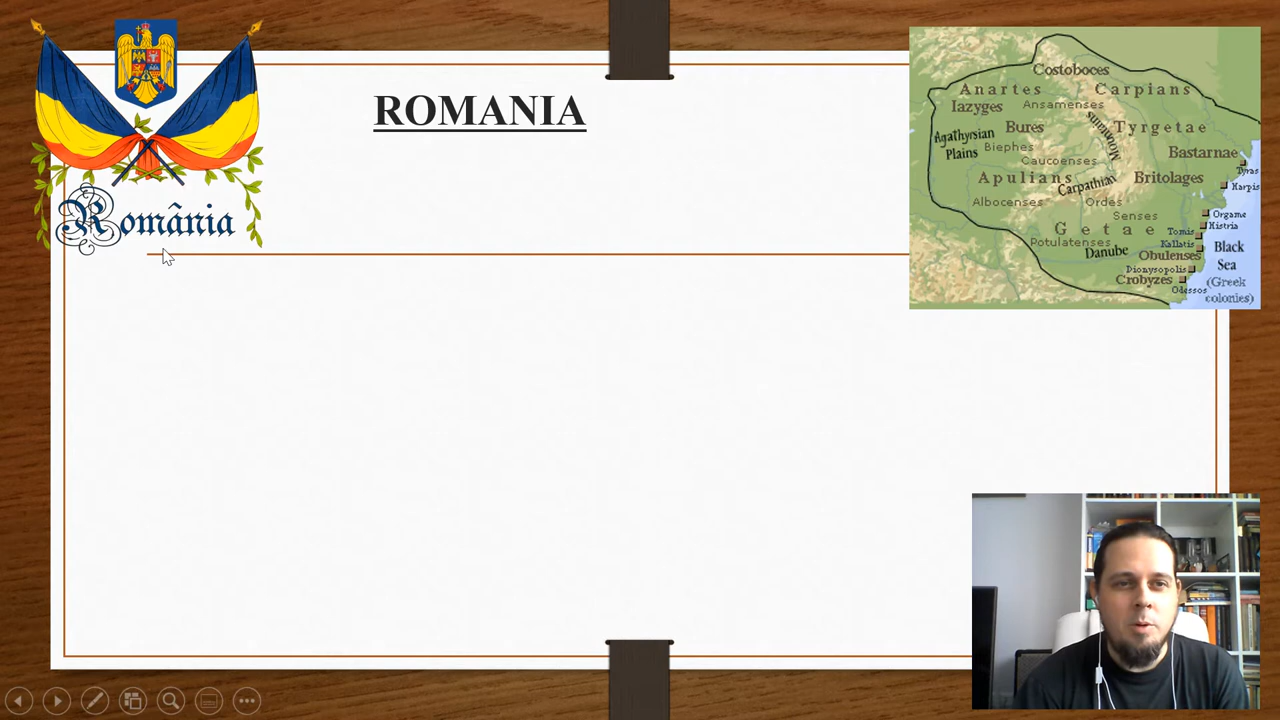 ROMANIA
România
Costoboces
Anartes
Carpians
Iazyges
Ansamenses
Bures
Tyrgetae
Agathyrsian
Plains
Biephes
Mountains
Bastarnae
Caucoenses
Tyras
Apulians
Carpathian
Britolages
Harpis
Albocenses
Ordes
Senses
Orgame
Getae
Tomis
Histria
Potulatenses
Danube
Kallatis
Black
Sea
Obulenses
Dionysopolis
Crobyzes
(Greek
Odessos
colonies)